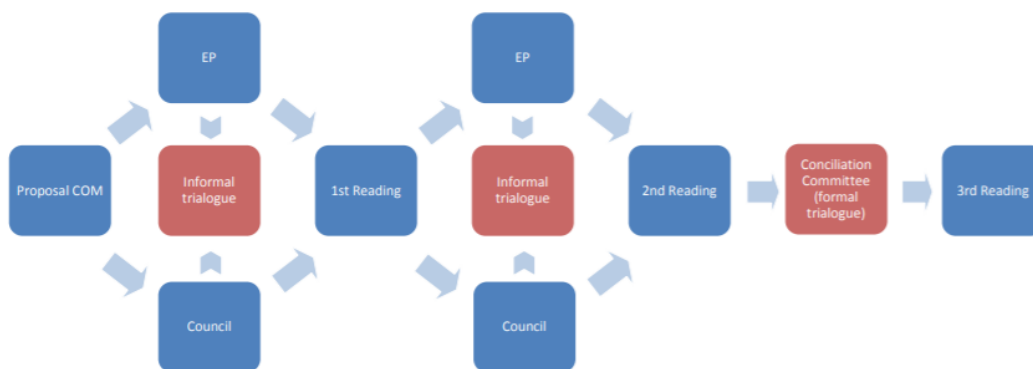 EP
EP
Proposal COM
Informal
trialogue
1st Reading
Informal
trialogue
2nd Reading
Conciliation
Committee
(formal
trialogue)
3rd Reading
Council
Council